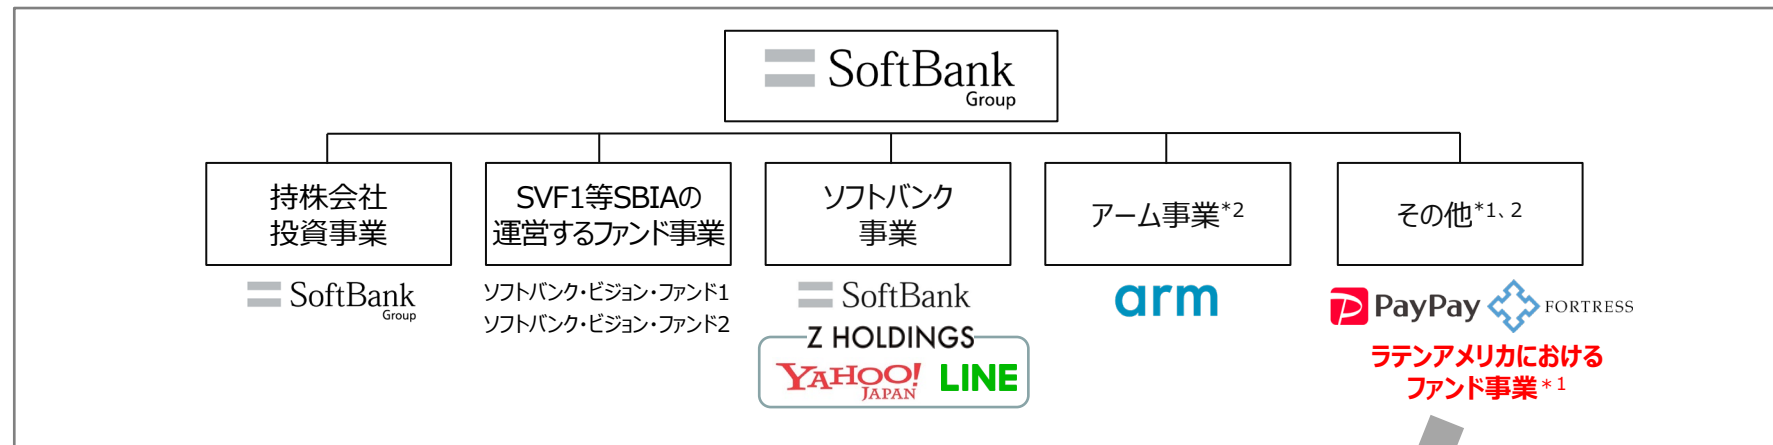 SoftBank
Group
持株会社
投資事業
SVF1等SBIAの
運営するファンド事業
ソフトバンク
事業
アーム事業*2
その他*1、2
SoftBank
Group
ソフトバンク・ビジョン・ファンド1
ソフトバンク・ビジョン・ファンド2
SoftBank
Z HOLDINGS
YAHOO!
JAPAN
LINE
arm
PayPay
FORTRESS
ラテンアメリカにおける
ファンド事業*1